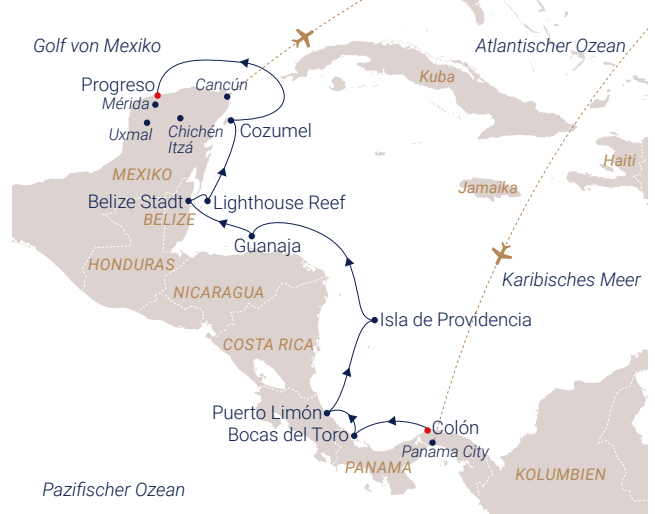 Golf von Mexiko
Atlantischer Ozean
Kuba
Progreso
Cancún
Mérida
Uxmal
Chichén
Itzá
Cozumel
Haiti
MEXIKO
Jamaika
Belize Stadt
Lighthouse Reef
BELIZE
Guanaja
HONDURAS
Karibisches Meer
NICARAGUA
Isla de Providencia
COSTA RICA
Puerto Limón
Colón
Bocas del Toro
Panama City
PANAMA
KOLUMBIEN
Pazifischer Ozean